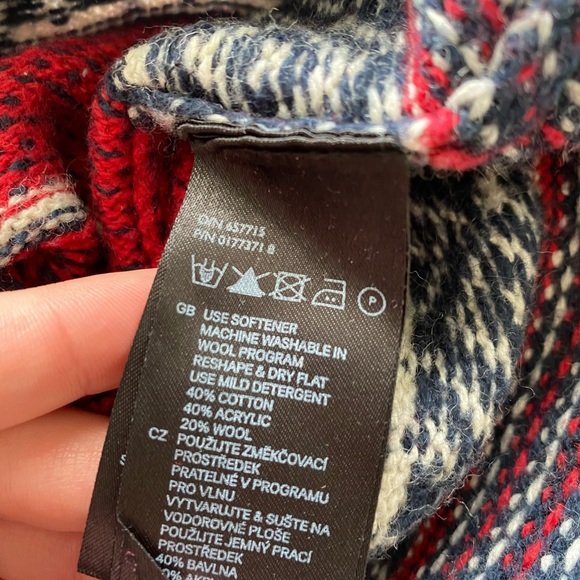 O/N 657715
P/N 0177371 8
P
GB USE SOFTENER
MACHINE WASHABLE IN
WOOL PROGRAM
RESHAPE & DRY FLAT
USE MILD DETERGENT
40% COTTON
40% ACRYLIC
20% WOOL
CZ POUŽIJTE ZMĚKČOVACÍ
PROSTŘEDEK
PRATELNÉ V PROGRAMU
PRO VLNU
VYTVARUJTE & SUŠTE NA
VODOROVNÉ PLOŠE
POUŽIJTE JEMNÝ PRACÍ
PROSTŘEDEK
40% BAVLNA